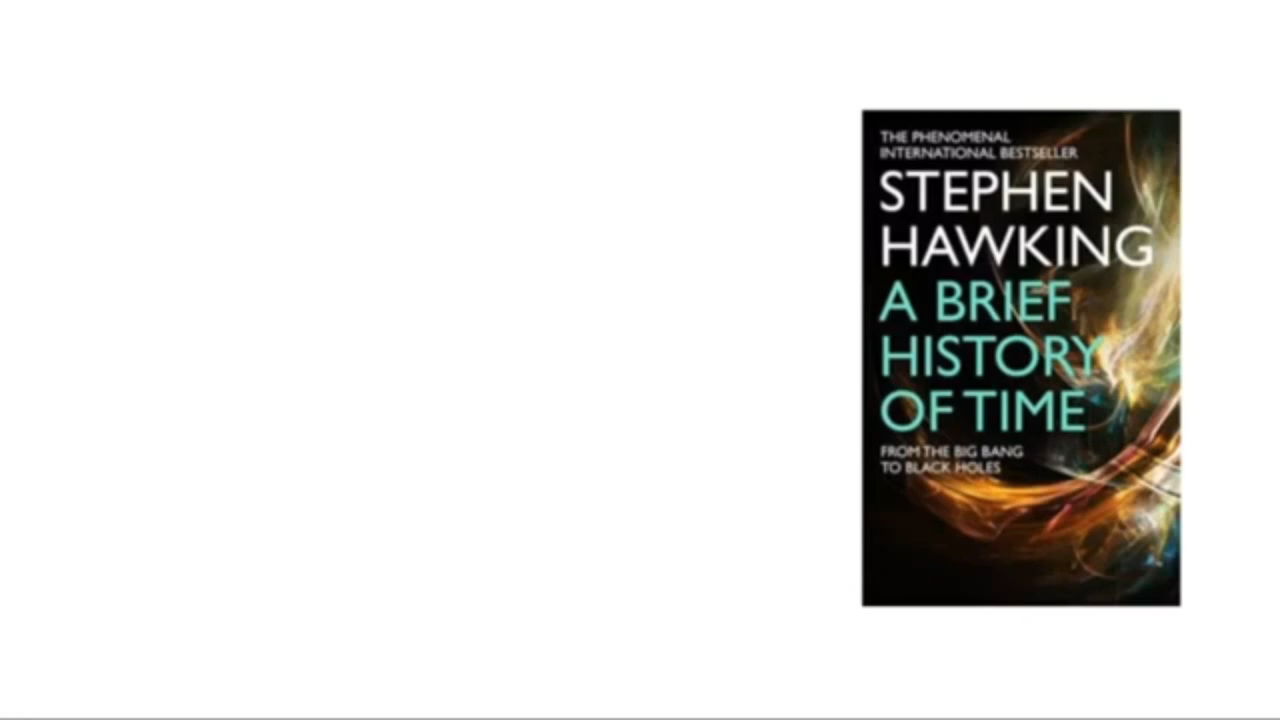 THE PHENOMENAL
INTERNATIONAL BESTSELLER
STEPHEN
HAWKING
A BRIEF
HISTORY
OF TIME
FROM THE BIG BANG
TO BLACK HOLES